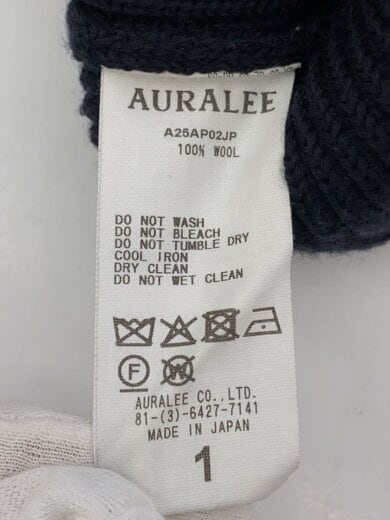 AURALEE
A25AP02JP
100% WOOL
DO NOT WASH
DO NOT BLEACH
DO NOT TUMBLE DRY
COOL IRON
DRY CLEAN
DO NOT WET CLEAN
F W
AURALEE CO.,LTD.
81-(3)-6427-7141
MADE IN JAPAN
1